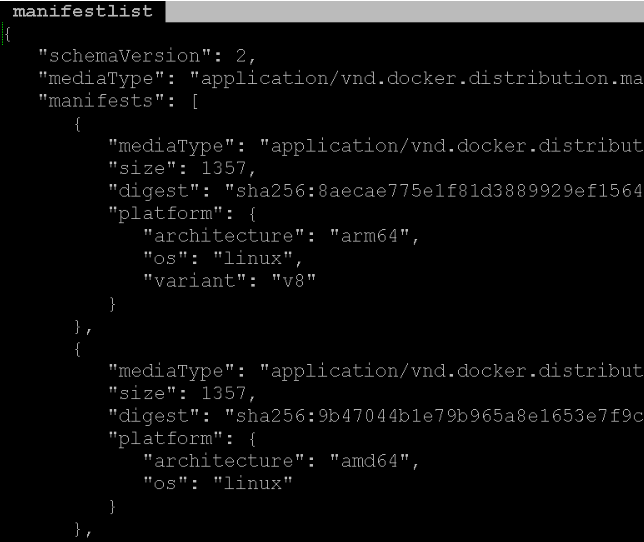 manifestlist
{
"schemaVersion": 2,
"mediaType": "application/vnd.docker.distribution.ma
"manifests": [
{
"mediaType": "application/vnd.docker.distribut
"size": 1357,
"digest": "sha256:8aecae775e1f81d3889929ef1564
"platform": {
"architecture": "arm64",
"os": "linux",
"variant": "v8"
}
},
{
"mediaType": "application/vnd.docker.distribut
"size": 1357,
"digest": "sha256:9b47044b1e79b965a8e1653e7f9c
"platform": {
"architecture": "amd64",
"os": "linux"
}
},